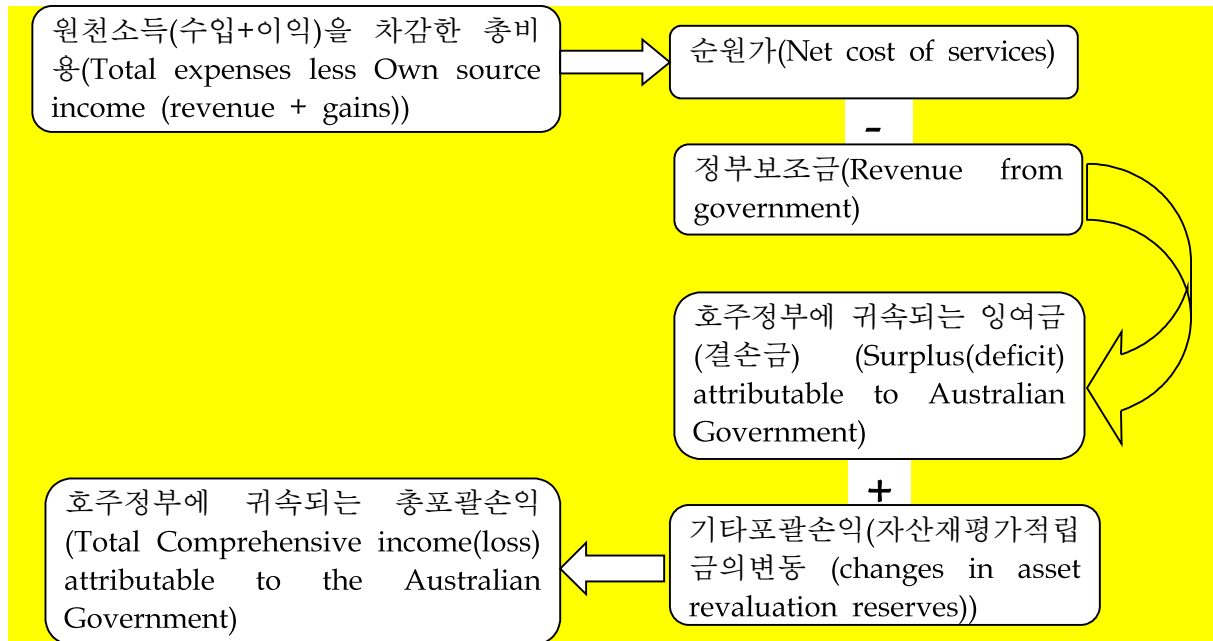 원천소득(수입+이익)을 차감한 총비
용(Total expenses less Own source
income (revenue + gains))
순원가(Net cost of services)
-
정부보조금(Revenue from
government)
호주정부에 귀속되는 잉여금
(결손금) (Surplus(deficit)
attributable to Australian
Government)
+
기타포괄손익(자산재평가적립
금의변동 (changes in asset
revaluation reserves))
호주정부에 귀속되는 총포괄손익
(Total Comprehensive income(loss)
attributable to the Australian
Government)